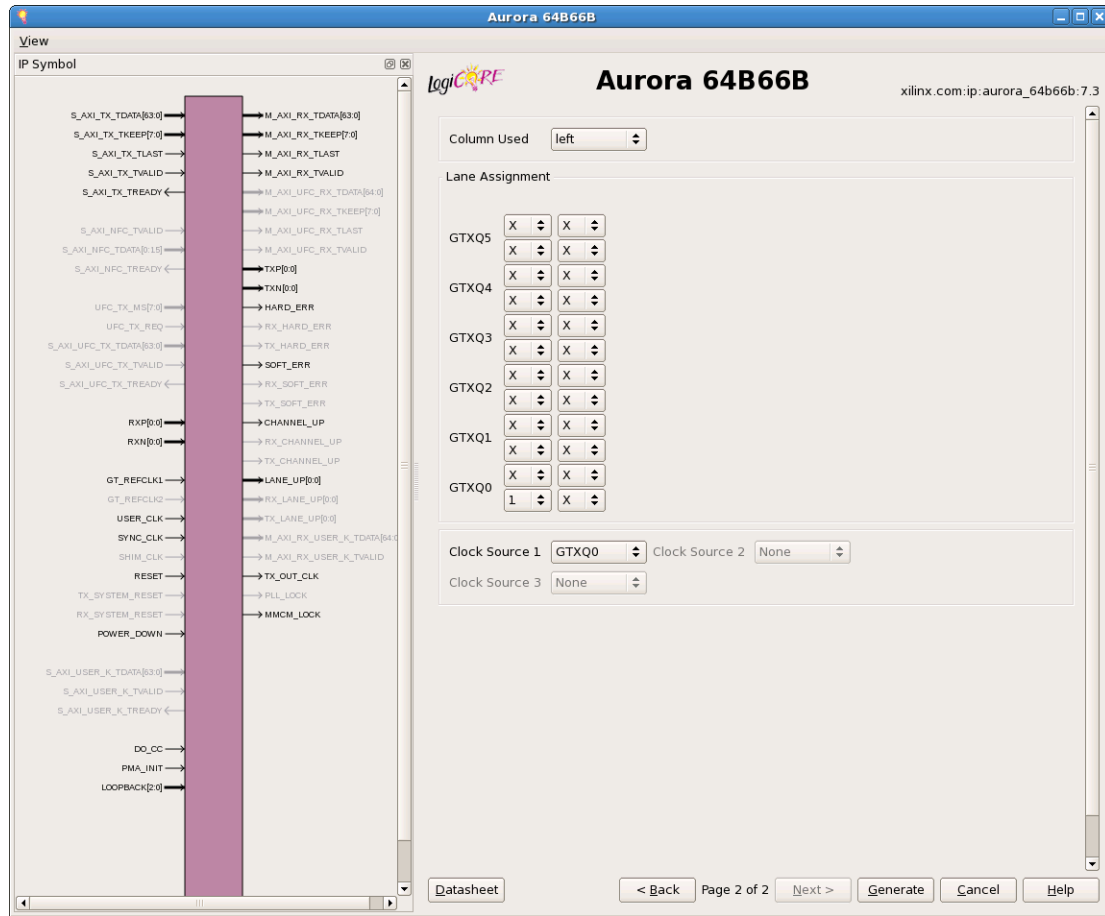 Aurora 64B66B
View
IP Symbol
S_AXI_TX_TDATA[63:0]
S_AXI_TX_TKEEP[7:0]
S_AXI_TX_TLAST
S_AXI_TX_TVALID
S_AXI_TX_TREADY
S_AXI_NFC_TVALID
S_AXI_NFC_TDATA[0:15]
S_AXI_NFC_TREADY
UFC_TX_MS[7:0]
UFC_TX_REQ
S_AXI_UFC_TX_TDATA[63:0]
S_AXI_UFC_TX_TVALID
S_AXI_UFC_TX_TREADY
RXP[0:0]
RXN[0:0]
GT_REFCLK1
GT_REFCLK2
USER_CLK
SYNC_CLK
SHIM_CLK
RESET
TX_SYSTEM_RESET
RX_SYSTEM_RESET
POWER_DOWN
S_AXI_USER_K_TDATA[63:0]
S_AXI_USER_K_TVALID
S_AXI_USER_K_TREADY
DO_CC
PMA_INIT
LOOPBACK[2:0]
M_AXI_RX_TDATA[63:0]
M_AXI_RX_TKEEP[7:0]
M_AXI_RX_TLAST
M_AXI_RX_TVALID
M_AXI_UFC_RX_TDATA[64:0]
M_AXI_UFC_RX_TKEEP[7:0]
M_AXI_UFC_RX_TLAST
M_AXI_UFC_RX_TVALID
TXP[0:0]
TXN[0:0]
HARD_ERR
RX_HARD_ERR
TX_HARD_ERR
SOFT_ERR
RX_SOFT_ERR
TX_SOFT_ERR
CHANNEL_UP
RX_CHANNEL_UP
TX_CHANNEL_UP
LANE_UP[0:0]
RX_LANE_UP[0:0]
TX_LANE_UP[0:0]
M_AXI_RX_USER_K_TDATA[64:0
M_AXI_RX_USER_K_TVALID
TX_OUT_CLK
PLL_LOCK
MMCM_LOCK
LogiCORE
Aurora 64B66B
xilinx.com:ip:aurora_64b66b:7.3
Column Used left
Lane Assignment
X X
GTXQ5
X X
X X
GTXQ4
X X
X X
GTXQ3
X X
X X
GTXQ2
X X
X X
GTXQ1
X X
X X
GTXQ0
1 X
Clock Source 1 GTXQ0 Clock Source 2 None
Clock Source 3 None
Datasheet < Back Page 2 of 2 Next > Generate Cancel Help